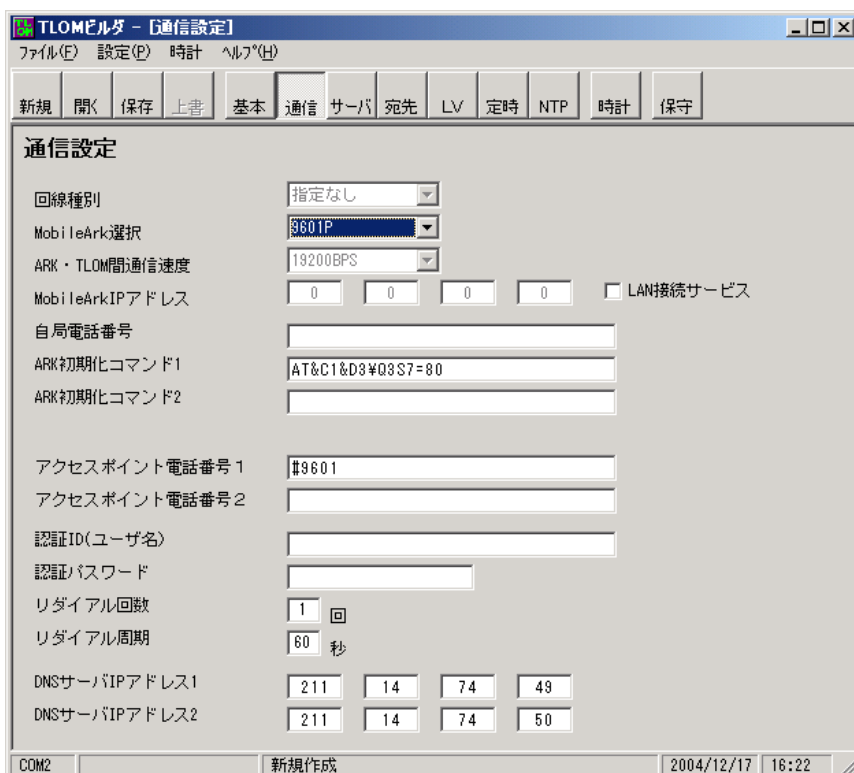 TLOMビルダ - [通信設定]
ファイル(F) 設定(P) 時計 ヘルプ(H)
新規 開く 保存 上書 基本 通信 サーバ 宛先 LV 定時 NTP 時計 保守
通信設定
回線種別 指定なし
MobileArk選択 9601P
ARK・TLOM間通信速度 19200BPS
MobileArkIPアドレス 0 0 0 0 LAN接続サービス
自局電話番号
ARK初期化コマンド1 AT&C1&D3¥Q3S7=80
ARK初期化コマンド2
アクセスポイント電話番号1 #9601
アクセスポイント電話番号2
認証ID(ユーザ名)
認証パスワード
リダイアル回数 1 回
リダイアル周期 60 秒
DNSサーバIPアドレス1 211 14 74 49
DNSサーバIPアドレス2 211 14 74 50
COM2 新規作成 2004/12/17 16:22